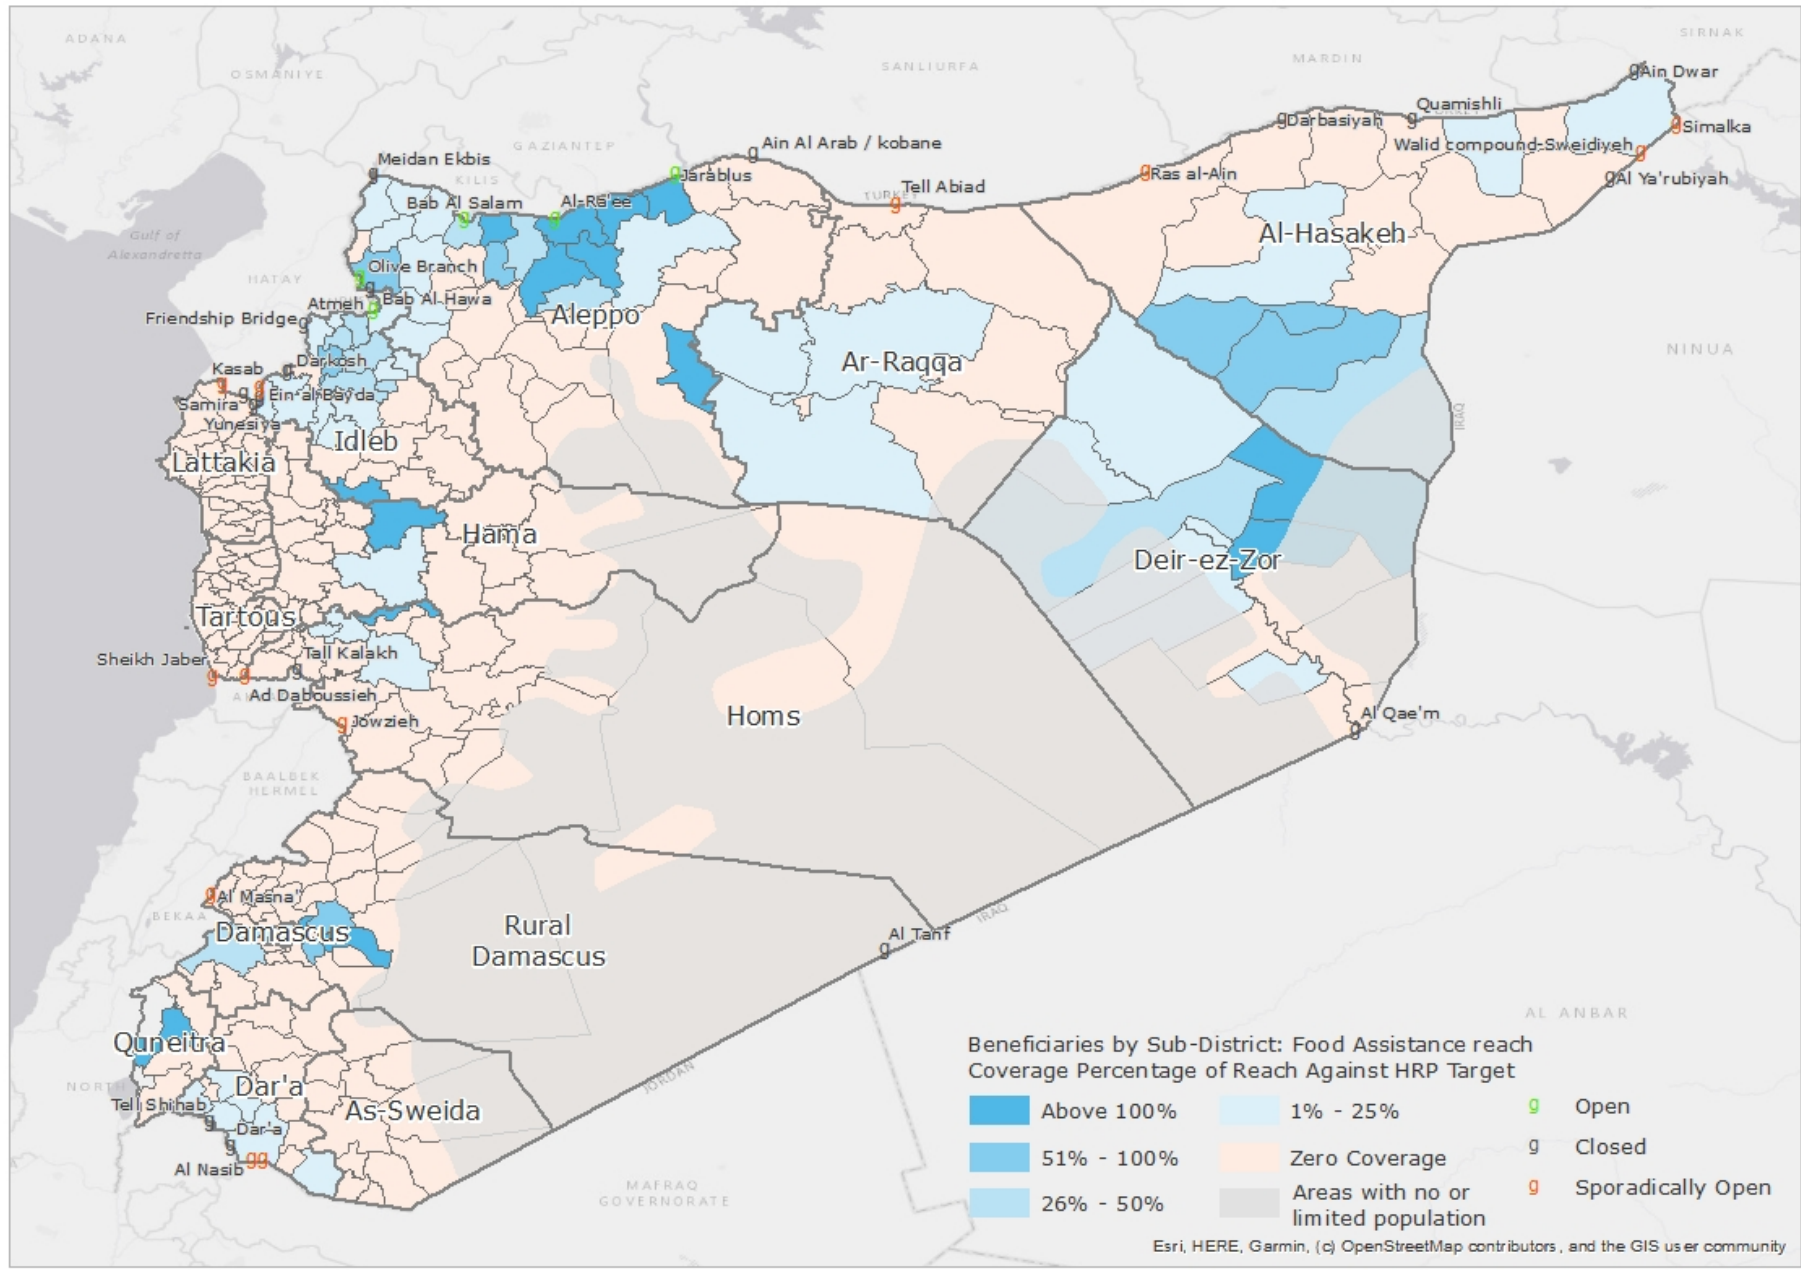 ADANA
SIRNAK
OSMANIYE
SANLIURFA
MARDIN
Ain Dwar
Quamishli
Darbasiyah
Simalka
GAZIANTEP
Ain Al Arab / kobane
Walid compound-Sweidiyeh
Meidan Ekbis
KILIS
Jarablus
Ras al-Ain
Al Ya'rubiyah
TURKEY
Tell Abiad
Bab Al Salam
Al-Ra'ee
Gulf of
Alexandretta
Al-Hasakeh
HATAY
Olive Branch
Atmeh
Bab Al Hawa
Friendship Bridge
Aleppo
NINUA
Darkosh
Ar-Raqqa
Kasab
Ein al Bayda
Samira
Yunesiya
IRAQ
Idleb
Lattakia
Hama
Deir-ez-Zor
Tartous
Tall Kalakh
Sheikh Jaber
Ad Daboussieh
Homs
Jowzieh
Al Qae'm
BAALBEK
HERMEL
Al Masna'
BEKAA
Damascus
Rural
Damascus
Al Tanf
IRAQ
AL ANBAR
Quneitra
JORDAN
NORTH
Dar'a
Tell Shihab
As-Sweida
Dar'a
Al Nasib
MAFRAQ
GOVERNORATE
Beneficiaries by Sub-District: Food Assistance reach
Coverage Percentage of Reach Against HRP Target
Above 100%
1% - 25%
g Open
51% - 100%
Zero Coverage
g Closed
26% - 50%
Areas with no or
limited population
g Sporadically Open
Esri, HERE, Garmin, (c) OpenStreetMap contributors, and the GIS user community